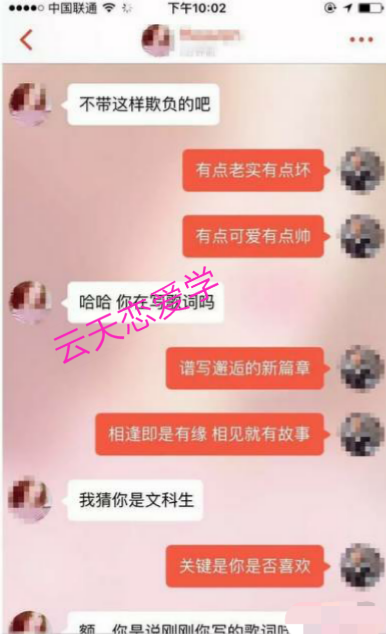 中国联通
下午10:02
不带这样欺负的吧
有点老实有点坏
有点可爱有点帅
哈哈 你在写歌词吗
云天恋爱学
谱写邂逅的新篇章
相逢即是有缘 相见就有故事
我猜你是文科生
关键是你是否喜欢
额，你是说刚刚你写的歌词吗